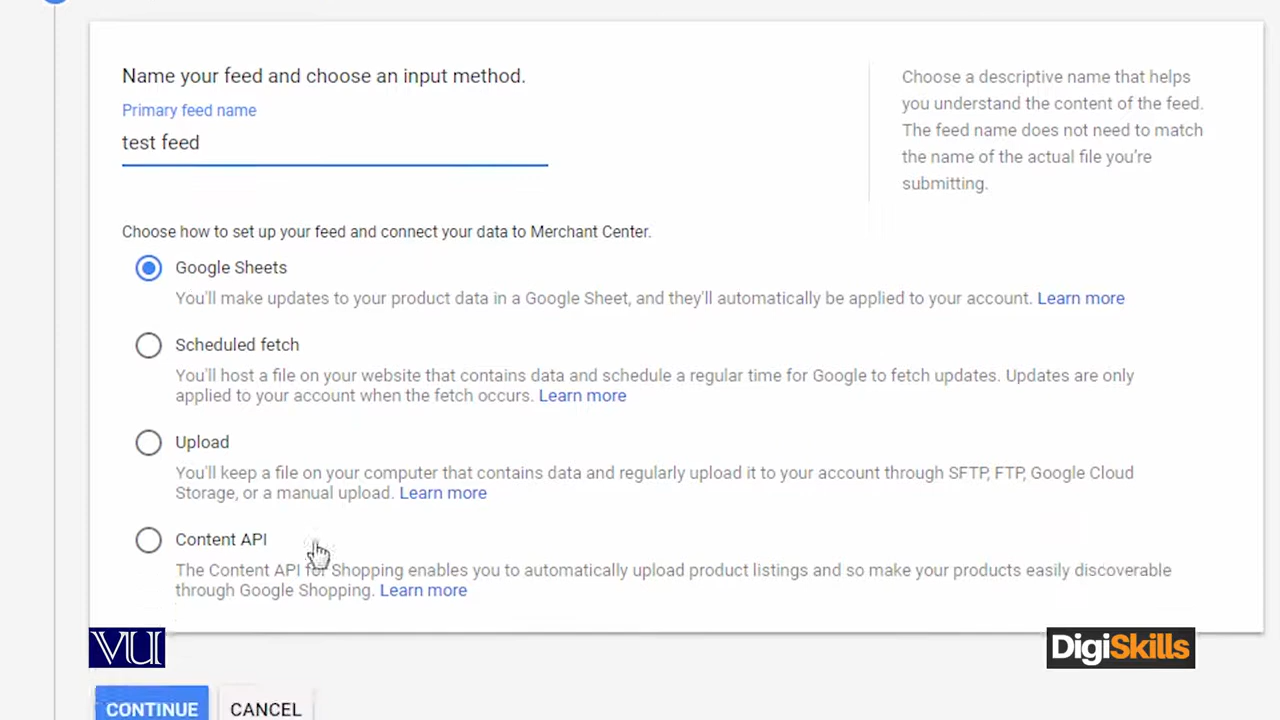 Name your feed and choose an input method.
Primary feed name
test feed
Choose a descriptive name that helps
you understand the content of the feed.
The feed name does not need to match
the name of the actual file you're
submitting.
Choose how to set up your feed and connect your data to Merchant Center.
Google Sheets
You'll make updates to your product data in a Google Sheet, and they'll automatically be applied to your account. Learn more
Scheduled fetch
You'll host a file on your website that contains data and schedule a regular time for Google to fetch updates. Updates are only
applied to your account when the fetch occurs. Learn more
Upload
You'll keep a file on your computer that contains data and regularly upload it to your account through SFTP, FTP, Google Cloud
Storage, or a manual upload. Learn more
Content API
The Content API for Shopping enables you to automatically upload product listings and so make your products easily discoverable
through Google Shopping. Learn more
VU
DigiSkills
CONTINUE
CANCEL